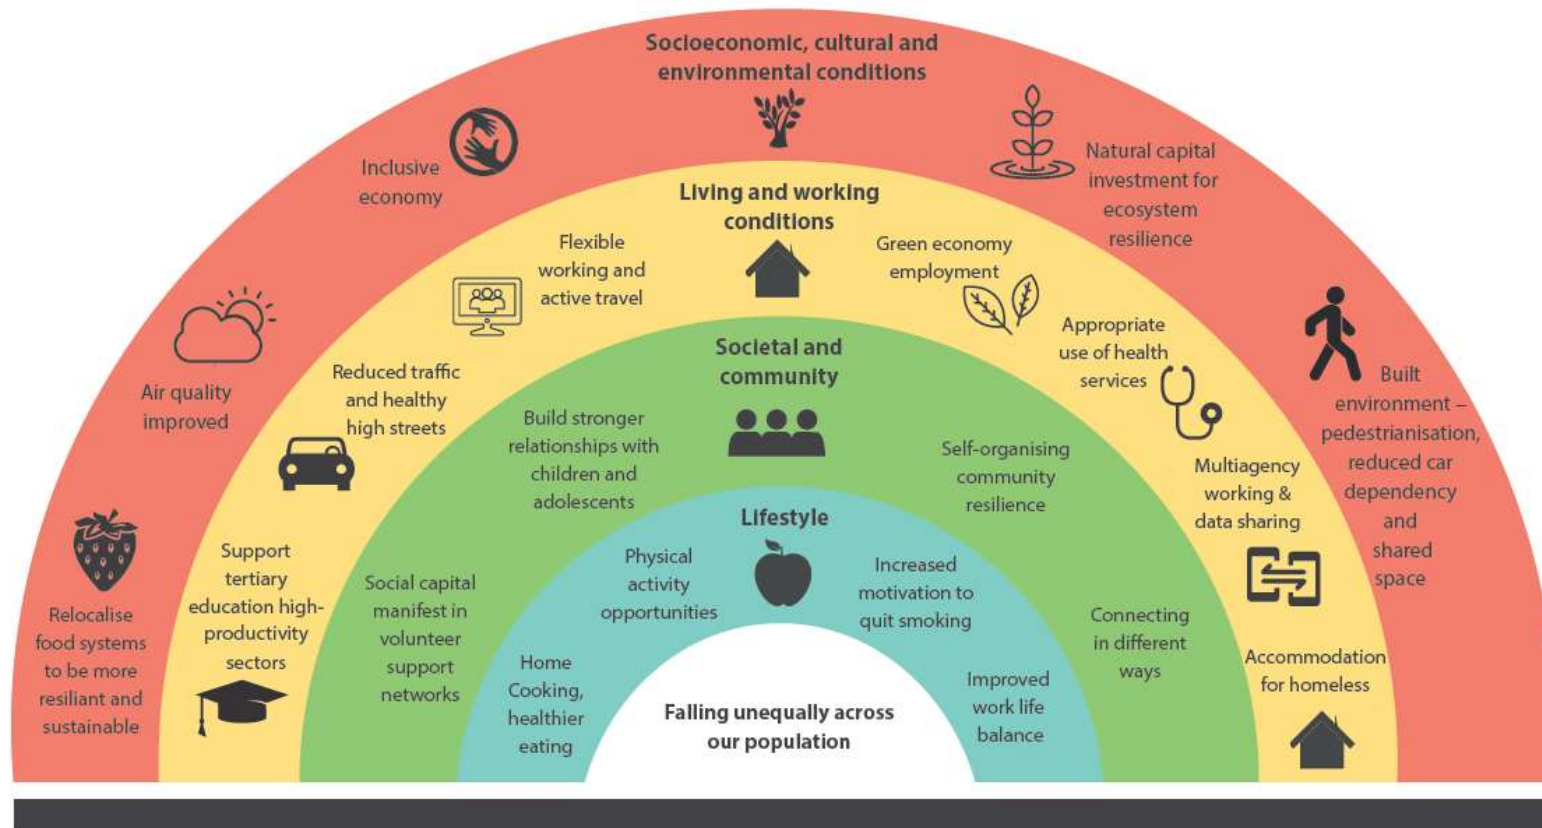 Socioeconomic, cultural and
environmental conditions
Inclusive
economy
Natural capital
investment for
ecosystem
resilience
Air quality
improved
Built
environment –
pedestrianisation,
reduced car
dependency
and
shared
space
Relocalise
food systems
to be more
resiliant and
sustainable
Living and working
conditions
Flexible
working and
active travel
Green economy
employment
Reduced traffic
and healthy
high streets
Appropriate
use of health
services
Support
tertiary
education high-
productivity
sectors
Multiagency
working &
data sharing
Accommodation
for homeless
Societal and
community
Build stronger
relationships with
children and
adolescents
Self-organising
community
resilience
Social capital
manifest in
volunteer
support
networks
Connecting
in different
ways
Lifestyle
Physical
activity
opportunities
Increased
motivation to
quit smoking
Home
Cooking,
healthier
eating
Improved
work life
balance
Falling unequally across
our population